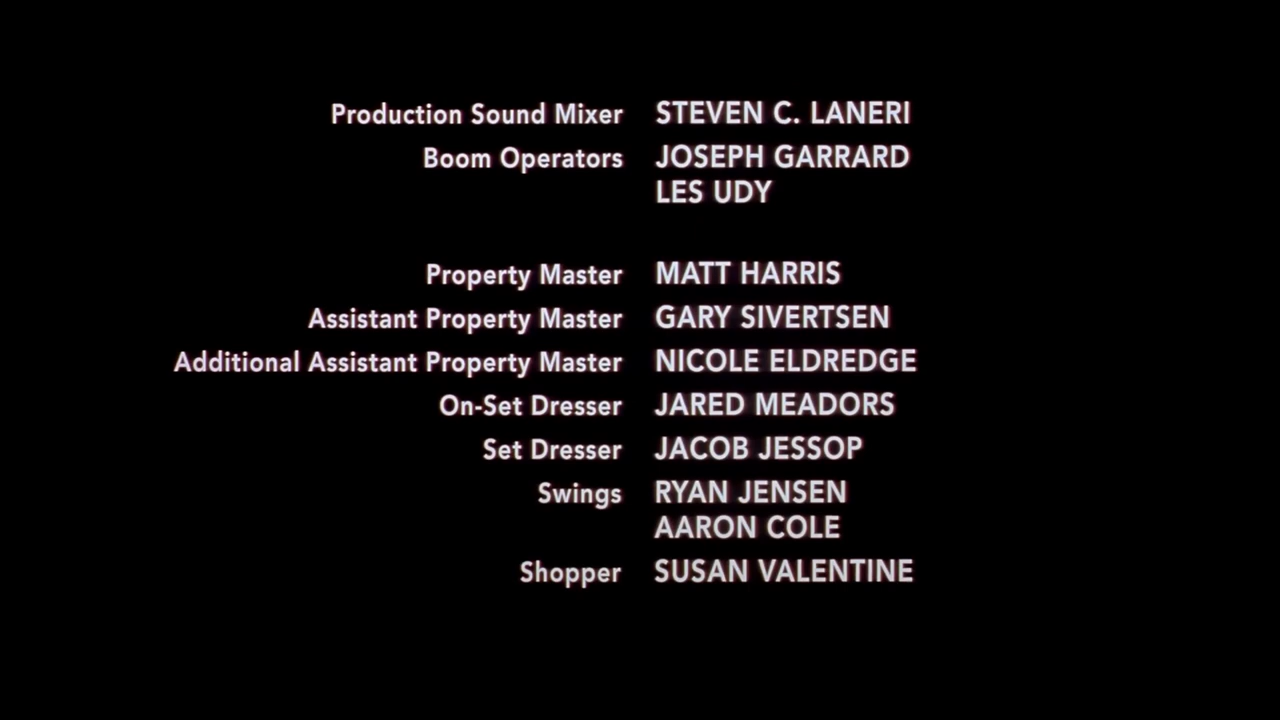 Production Sound Mixer STEVEN C. LANERI
Boom Operators JOSEPH GARRARD
LES UDY
Property Master MATT HARRIS
Assistant Property Master GARY SIVERTSEN
Additional Assistant Property Master NICOLE ELDREDGE
On-Set Dresser JARED MEADORS
Set Dresser JACOB JESSOP
Swings RYAN JENSEN
AARON COLE
Shopper SUSAN VALENTINE